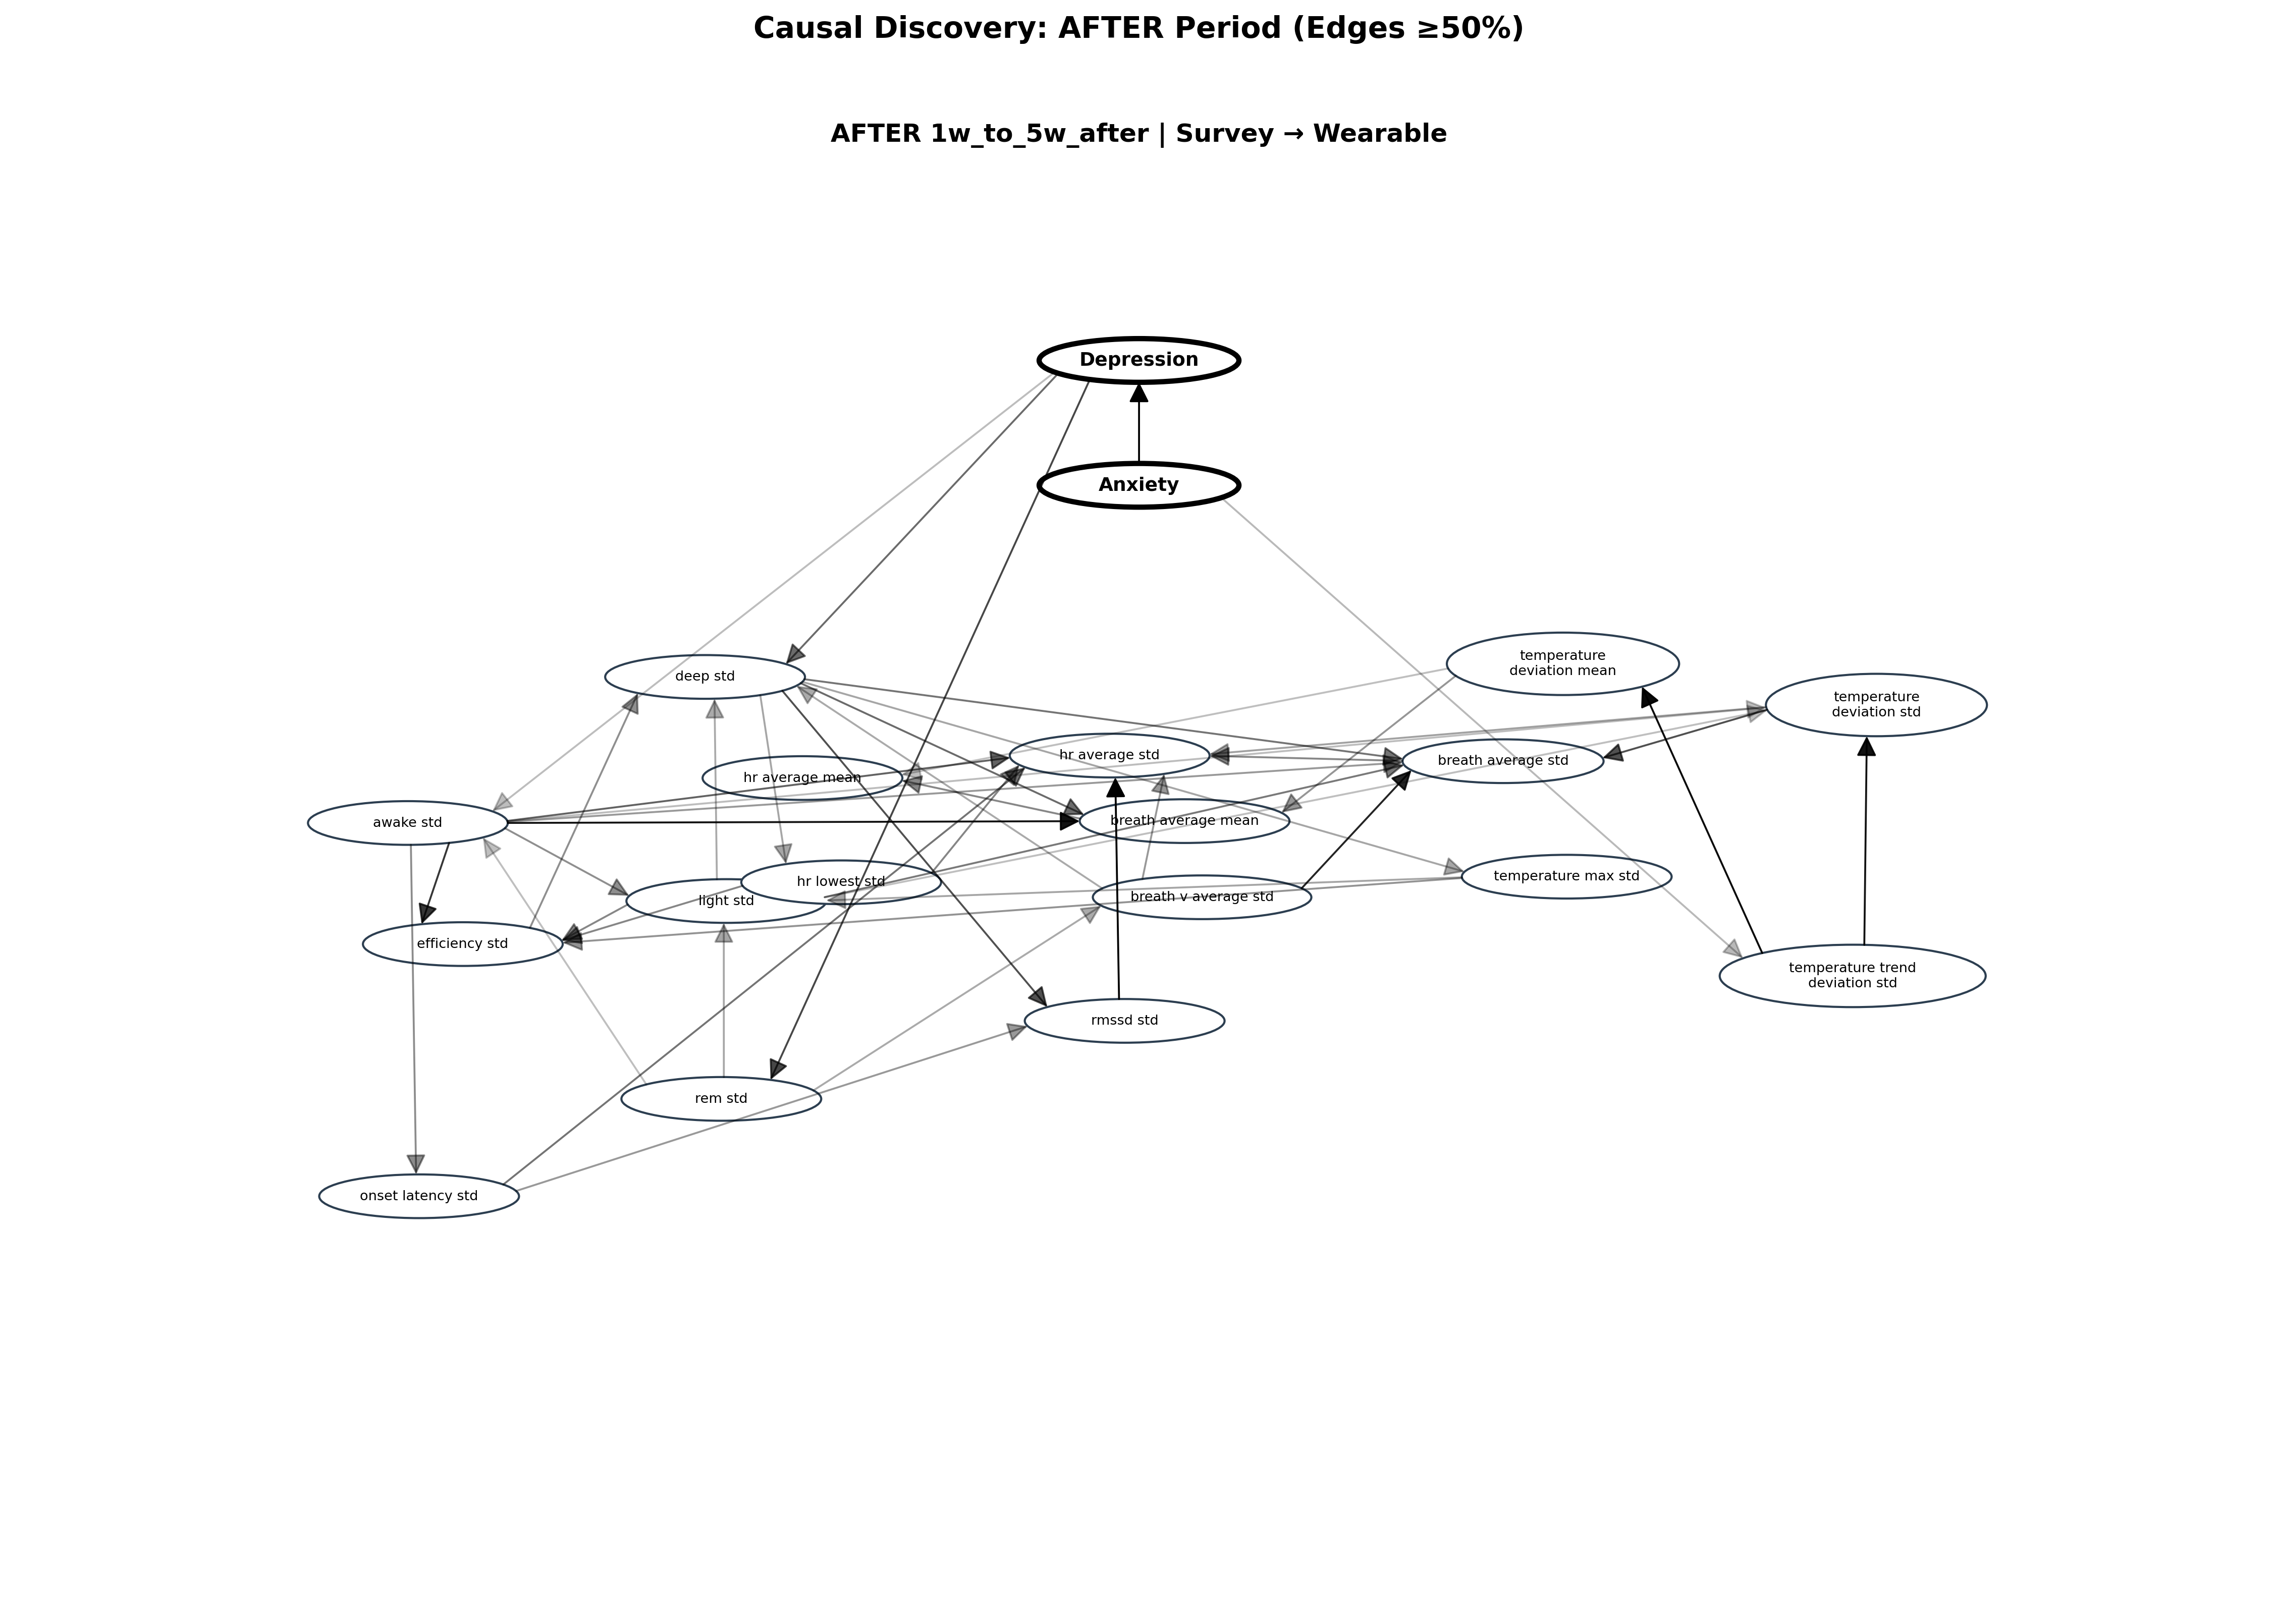 Causal Discovery: AFTER Period (Edges ≥50%)
AFTER 1w_to_5w_after | Survey → Wearable
Depression
Anxiety
temperature
deviation mean
deep std
temperature
deviation std
hr average std
breath average std
hr average mean
awake std
breath average mean
temperature max std
hr lowest std
light std
breath v average std
efficiency std
temperature trend
deviation std
rmssd std
rem std
onset latency std